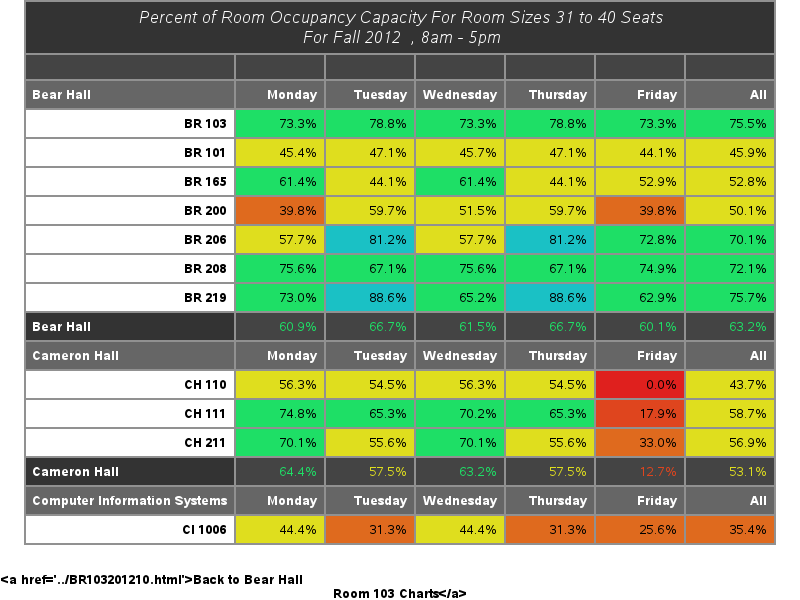 Percent of Room Occupancy Capacity For Room Sizes 31 to 40 Seats
For Fall 2012 , 8am - 5pm
Bear Hall Monday Tuesday Wednesday Thursday Friday All
BR 103 73.3% 78.8% 73.3% 78.8% 73.3% 75.5%
BR 101 45.4% 47.1% 45.7% 47.1% 44.1% 45.9%
BR 165 61.4% 44.1% 61.4% 44.1% 52.9% 52.8%
BR 200 39.8% 59.7% 51.5% 59.7% 39.8% 50.1%
BR 206 57.7% 81.2% 57.7% 81.2% 72.8% 70.1%
BR 208 75.6% 67.1% 75.6% 67.1% 74.9% 72.1%
BR 219 73.0% 88.6% 65.2% 88.6% 62.9% 75.7%
Bear Hall 60.9% 66.7% 61.5% 66.7% 60.1% 63.2%
Cameron Hall Monday Tuesday Wednesday Thursday Friday All
CH 110 56.3% 54.5% 56.3% 54.5% 0.0% 43.7%
CH 111 74.8% 65.3% 70.2% 65.3% 17.9% 58.7%
CH 211 70.1% 55.6% 70.1% 55.6% 33.0% 56.9%
Cameron Hall 64.4% 57.5% 63.2% 57.5% 12.7% 53.1%
Computer Information Systems Monday Tuesday Wednesday Thursday Friday All
CI 1006 44.4% 31.3% 44.4% 31.3% 25.6% 35.4%
<a href='../BR103201210.html'>Back to Bear Hall
Room 103 Charts</a>